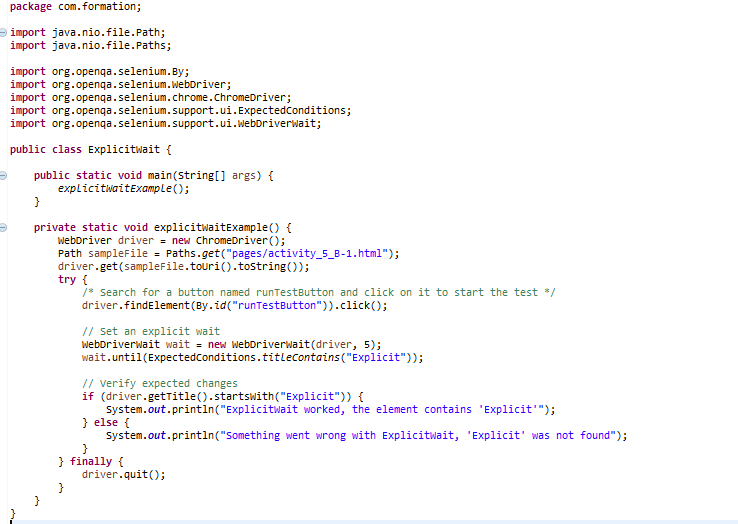 package com.formation;
import java.nio.file.Path;
import java.nio.file.Paths;
import org.openqa.selenium.By;
import org.openqa.selenium.WebDriver;
import org.openqa.selenium.chrome.ChromeDriver;
import org.openqa.selenium.support.ui.ExpectedConditions;
import org.openqa.selenium.support.ui.WebDriverWait;
public class ExplicitWait {
public static void main(String[] args) {
explicitWaitExample();
}
private static void explicitWaitExample() {
WebDriver driver = new ChromeDriver();
Path sampleFile = Paths.get("pages/activity_5_B-1.html");
driver.get(sampleFile.toUri().toString());
try {
/* Search for a button named runTestButton and click on it to start the test */
driver.findElement(By.id("runTestButton")).click();
// Set an explicit wait
WebDriverWait wait = new WebDriverWait(driver, 5);
wait.until(ExpectedConditions.titleContains("Explicit"));
// Verify expected changes
if (driver.getTitle().startsWith("Explicit")) {
System.out.println("ExplicitWait worked, the element contains 'Explicit'");
} else {
System.out.println("Something went wrong with ExplicitWait, 'Explicit' was not found");
}
} finally {
driver.quit();
}
}
}